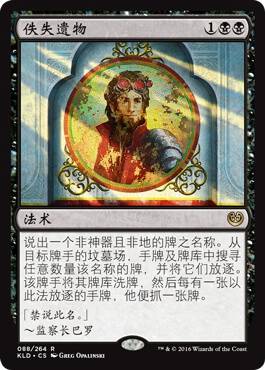 佚失遗物 1
法术
说出一个非神器且非地的牌之名称。从
目标牌手的坟墓场，手牌及牌库中搜寻
任意数量该名称的牌，并将它们放逐。
该牌手将其牌库洗牌，然后每有一张以
此法放逐的手牌，他便抓一张牌。
「禁说此名。」
～监察长巴罗
088/264 R
KLD • CS GREG OPALINSKI
™ & © 2016 Wizards of the Coast